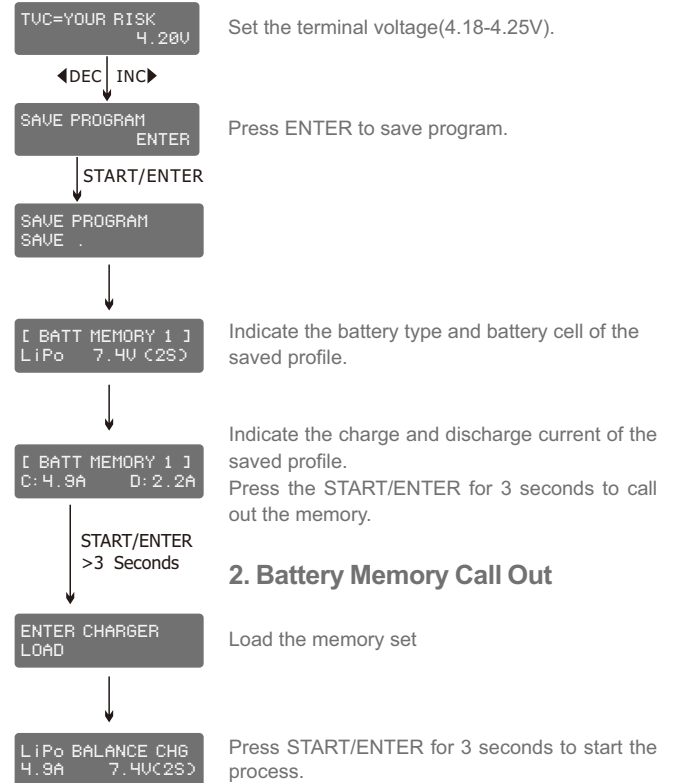 TVC=YOUR RISK
4.20V
Set the terminal voltage(4.18-4.25V).
◀DEC INC▶
SAVE PROGRAM
ENTER
Press ENTER to save program.
START/ENTER
SAVE PROGRAM
SAVE .
[ BATT MEMORY 1 ]
LiPo 7.4V (2S)
Indicate the battery type and battery cell of the
saved profile.
[ BATT MEMORY 1 ]
C:4.9A D:2.2A
Indicate the charge and discharge current of the
saved profile.
Press the START/ENTER for 3 seconds to call
out the memory.
START/ENTER
>3 Seconds
2. Battery Memory Call Out
ENTER CHARGER
LOAD
Load the memory set
LiPo BALANCE CHG
4.9A 7.4V(2S)
Press START/ENTER for 3 seconds to start the
process.